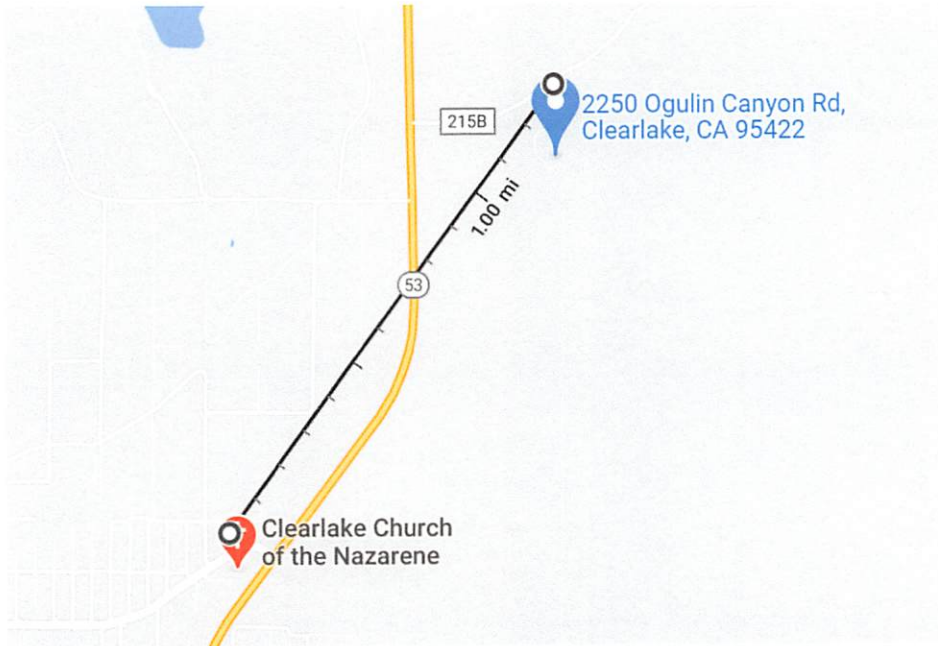 215B
2250 Ogulin Canyon Rd,
Clearlake, CA 95422
1.00 mi
53
Clearlake Church
of the Nazarene